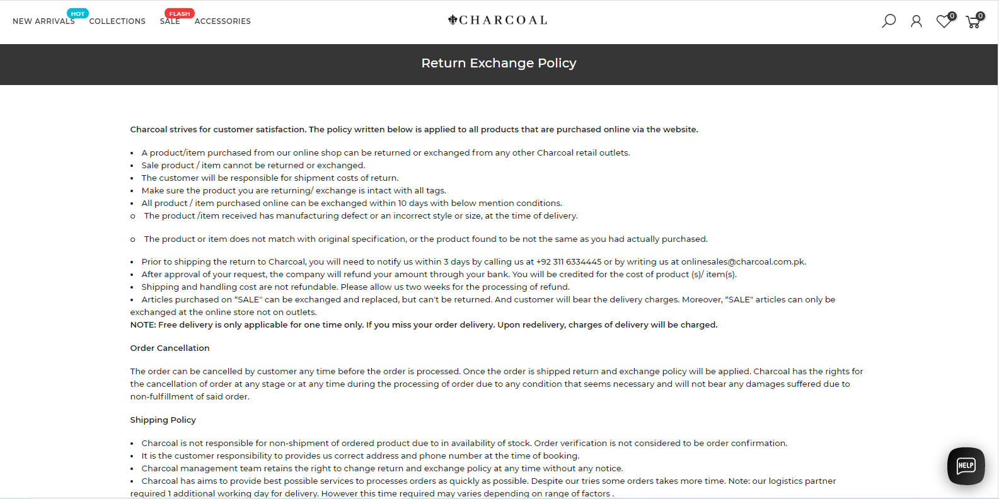 HOT
FLASH
NEW ARRIVALS COLLECTIONS SALE ACCESSORIES
CHARCOAL
0 0
Return Exchange Policy
Charcoal strives for customer satisfaction. The policy written below is applied to all products that are purchased online via the website.
• A product/item purchased from our online shop can be returned or exchanged from any other Charcoal retail outlets.
• Sale product / item cannot be returned or exchanged.
• The customer will be responsible for shipment costs of return.
• Make sure the product you are returning/ exchange is intact with all tags.
• All product / item purchased online can be exchanged within 10 days with below mention conditions.
o The product /item received has manufacturing defect or an incorrect style or size, at the time of delivery.
o The product or item does not match with original specification, or the product found to be not the same as you had actually purchased.
• Prior to shipping the return to Charcoal, you will need to notify us within 3 days by calling us at +92 311 6334445 or by writing us at onlinesales@charcoal.com.pk.
• After approval of your request, the company will refund your amount through your bank. You will be credited for the cost of product (s)/ item(s).
• Shipping and handling cost are not refundable. Please allow us two weeks for the processing of refund.
• Articles purchased on “SALE" can be exchanged and replaced, but can't be returned. And customer will bear the delivery charges. Moreover, “SALE" articles can only be
exchanged at the online store not on outlets.
NOTE: Free delivery is only applicable for one time only. If you miss your order delivery. Upon redelivery, charges of delivery will be charged.
Order Cancellation
The order can be cancelled by customer any time before the order is processed. Once the order is shipped return and exchange policy will be applied. Charcoal has the rights for
the cancellation of order at any stage or at any time during the processing of order due to any condition that seems necessary and will not bear any damages suffered due to
non-fulfillment of said order.
Shipping Policy
• Charcoal is not responsible for non-shipment of ordered product due to in availability of stock. Order verification is not considered to be order confirmation.
• It is the customer responsibility to provides us correct address and phone number at the time of booking.
• Charcoal management team retains the right to change return and exchange policy at any time without any notice.
• Charcoal has aims to provide best possible services to processes orders as quickly as possible. Despite our tries some orders takes more time. Note: our logistics partner
required 1 additional working day for delivery. However this time required may varies depending on range of factors .
HELP